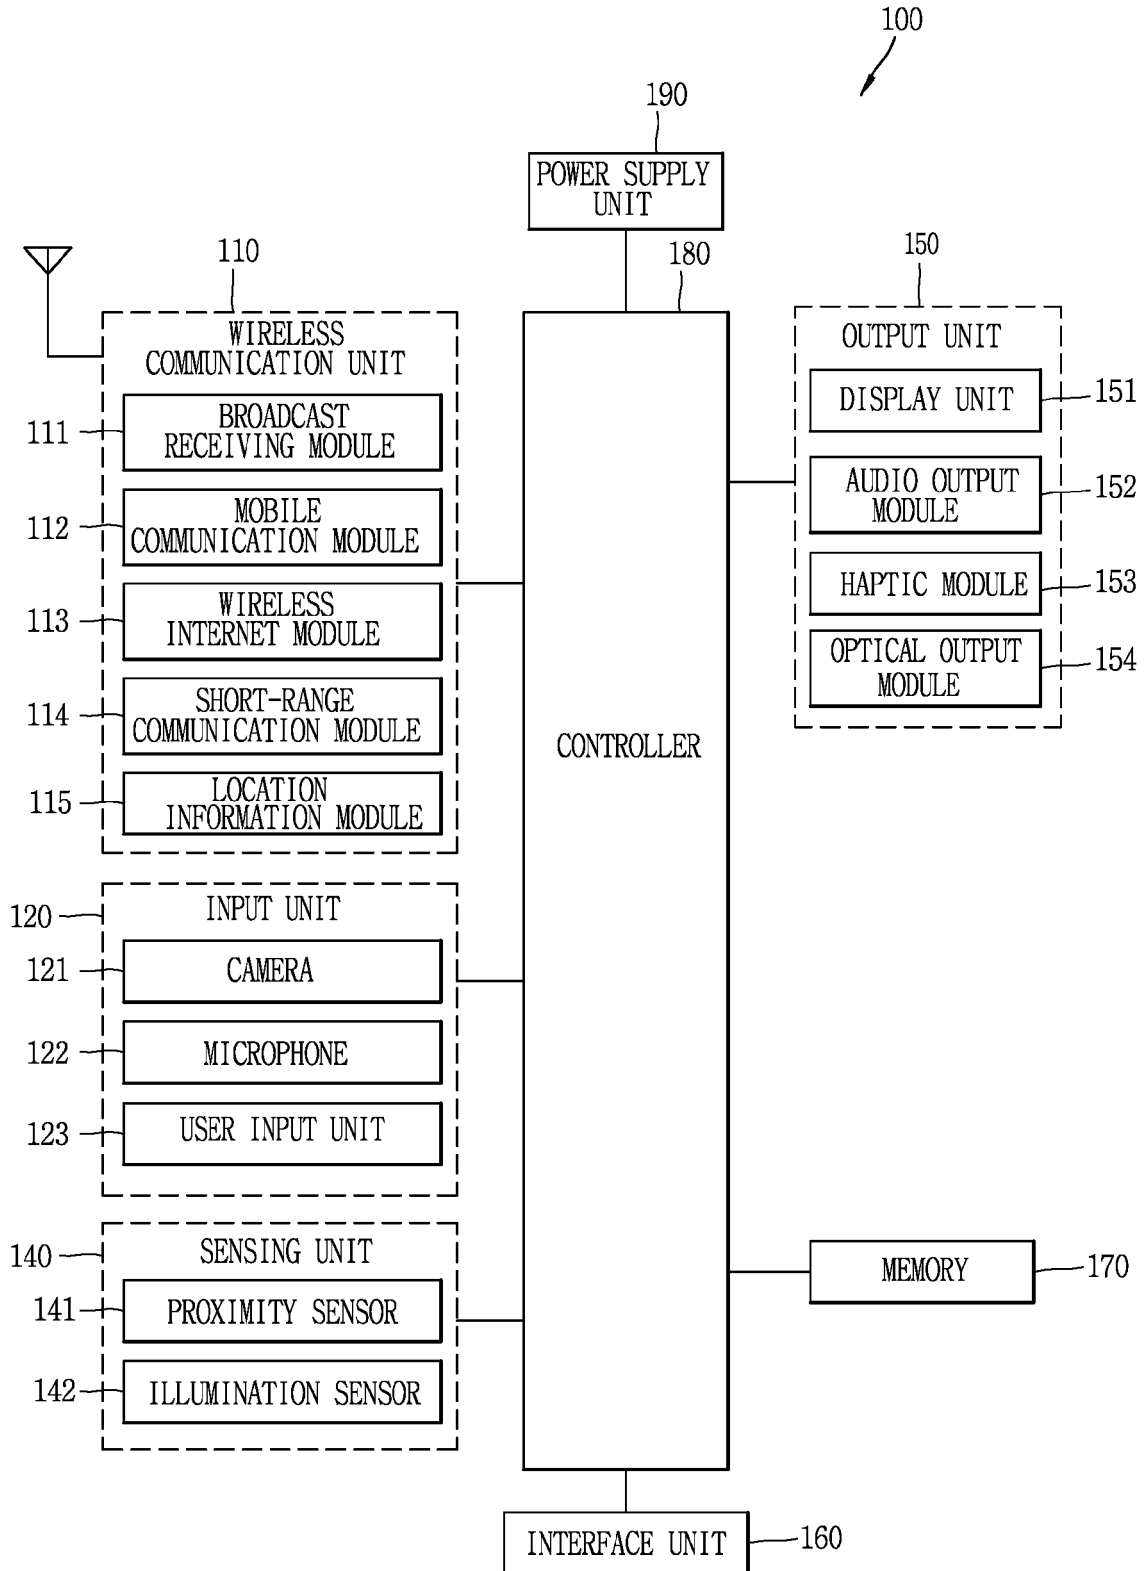 100
190
POWER SUPPLY
UNIT
110
180
150
WIRELESS
COMMUNICATION UNIT
111
BROADCAST
RECEIVING MODULE
112
MOBILE
COMMUNICATION MODULE
113
WIRELESS
INTERNET MODULE
114
SHORT-RANGE
COMMUNICATION MODULE
115
LOCATION
INFORMATION MODULE
120
INPUT UNIT
121
CAMERA
122
MICROPHONE
123
USER INPUT UNIT
140
SENSING UNIT
141
PROXIMITY SENSOR
142
ILLUMINATION SENSOR
CONTROLLER
OUTPUT UNIT
DISPLAY UNIT
151
AUDIO OUTPUT
MODULE
152
HAPTIC MODULE
153
OPTICAL OUTPUT
MODULE
154
MEMORY
170
INTERFACE UNIT
160